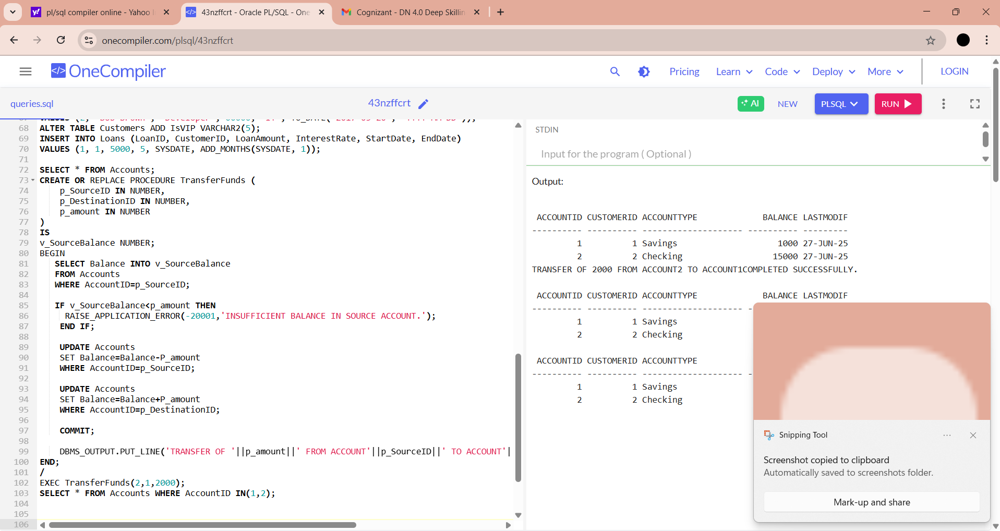 pl/sql compiler online - Yahoo
43nzffcrt - Oracle PL/SQL - One
Cognizant - DN 4.0 Deep Skillin
onecompiler.com/plsql/43nzffcrt
OneCompiler
Pricing
Learn
Code
Deploy
More
LOGIN
queries.sql
43nzffcrt
AI
NEW
PLSQL
RUN
68 ALTER TABLE Customers ADD IsVIP VARCHAR2(5);
69 INSERT INTO Loans (LoanID, CustomerID, LoanAmount, InterestRate, StartDate, EndDate)
70 VALUES (1, 1, 5000, 5, SYSDATE, ADD_MONTHS(SYSDATE, 1));
71
72 SELECT * FROM Accounts;
73 CREATE OR REPLACE PROCEDURE TransferFunds (
74 p_SourceID IN NUMBER,
75 p_DestinationID IN NUMBER,
76 p_amount IN NUMBER
77 )
78 IS
79 v_SourceBalance NUMBER;
80 BEGIN
81 SELECT Balance INTO v_SourceBalance
82 FROM Accounts
83 WHERE AccountID=p_SourceID;
84
85 IF v_SourceBalance<p_amount THEN
86 RAISE_APPLICATION_ERROR(-20001,'INSUFFICIENT BALANCE IN SOURCE ACCOUNT.');
87 END IF;
88
89 UPDATE Accounts
90 SET Balance=Balance-P_amount
91 WHERE AccountID=p_SourceID;
92
93 UPDATE Accounts
94 SET Balance=Balance+P_amount
95 WHERE AccountID=p_DestinationID;
96
97 COMMIT;
98
99 DBMS_OUTPUT.PUT_LINE('TRANSFER OF '||p_amount||' FROM ACCOUNT'||p_SourceID||' TO ACCOUNT'|
100 END;
101 /
102 EXEC TransferFunds(2,1,2000);
103 SELECT * FROM Accounts WHERE AccountID IN(1,2);
104
105
106
STDIN
Input for the program ( Optional )
Output:
ACCOUNTID CUSTOMERID ACCOUNTTYPE BALANCE LASTMODIF
---------- ---------- -------------------- ---------- ---------
1 1 Savings 1000 27-JUN-25
2 2 Checking 15000 27-JUN-25
TRANSFER OF 2000 FROM ACCOUNT2 TO ACCOUNT1COMPLETED SUCCESSFULLY.
ACCOUNTID CUSTOMERID ACCOUNTTYPE BALANCE LASTMODIF
---------- ---------- -------------------- -
1 1 Savings
2 2 Checking
ACCOUNTID CUSTOMERID ACCOUNTTYPE
---------- ---------- -------------------- -
1 1 Savings
2 2 Checking
Snipping Tool
Screenshot copied to clipboard
Automatically saved to screenshots folder.
Mark-up and share